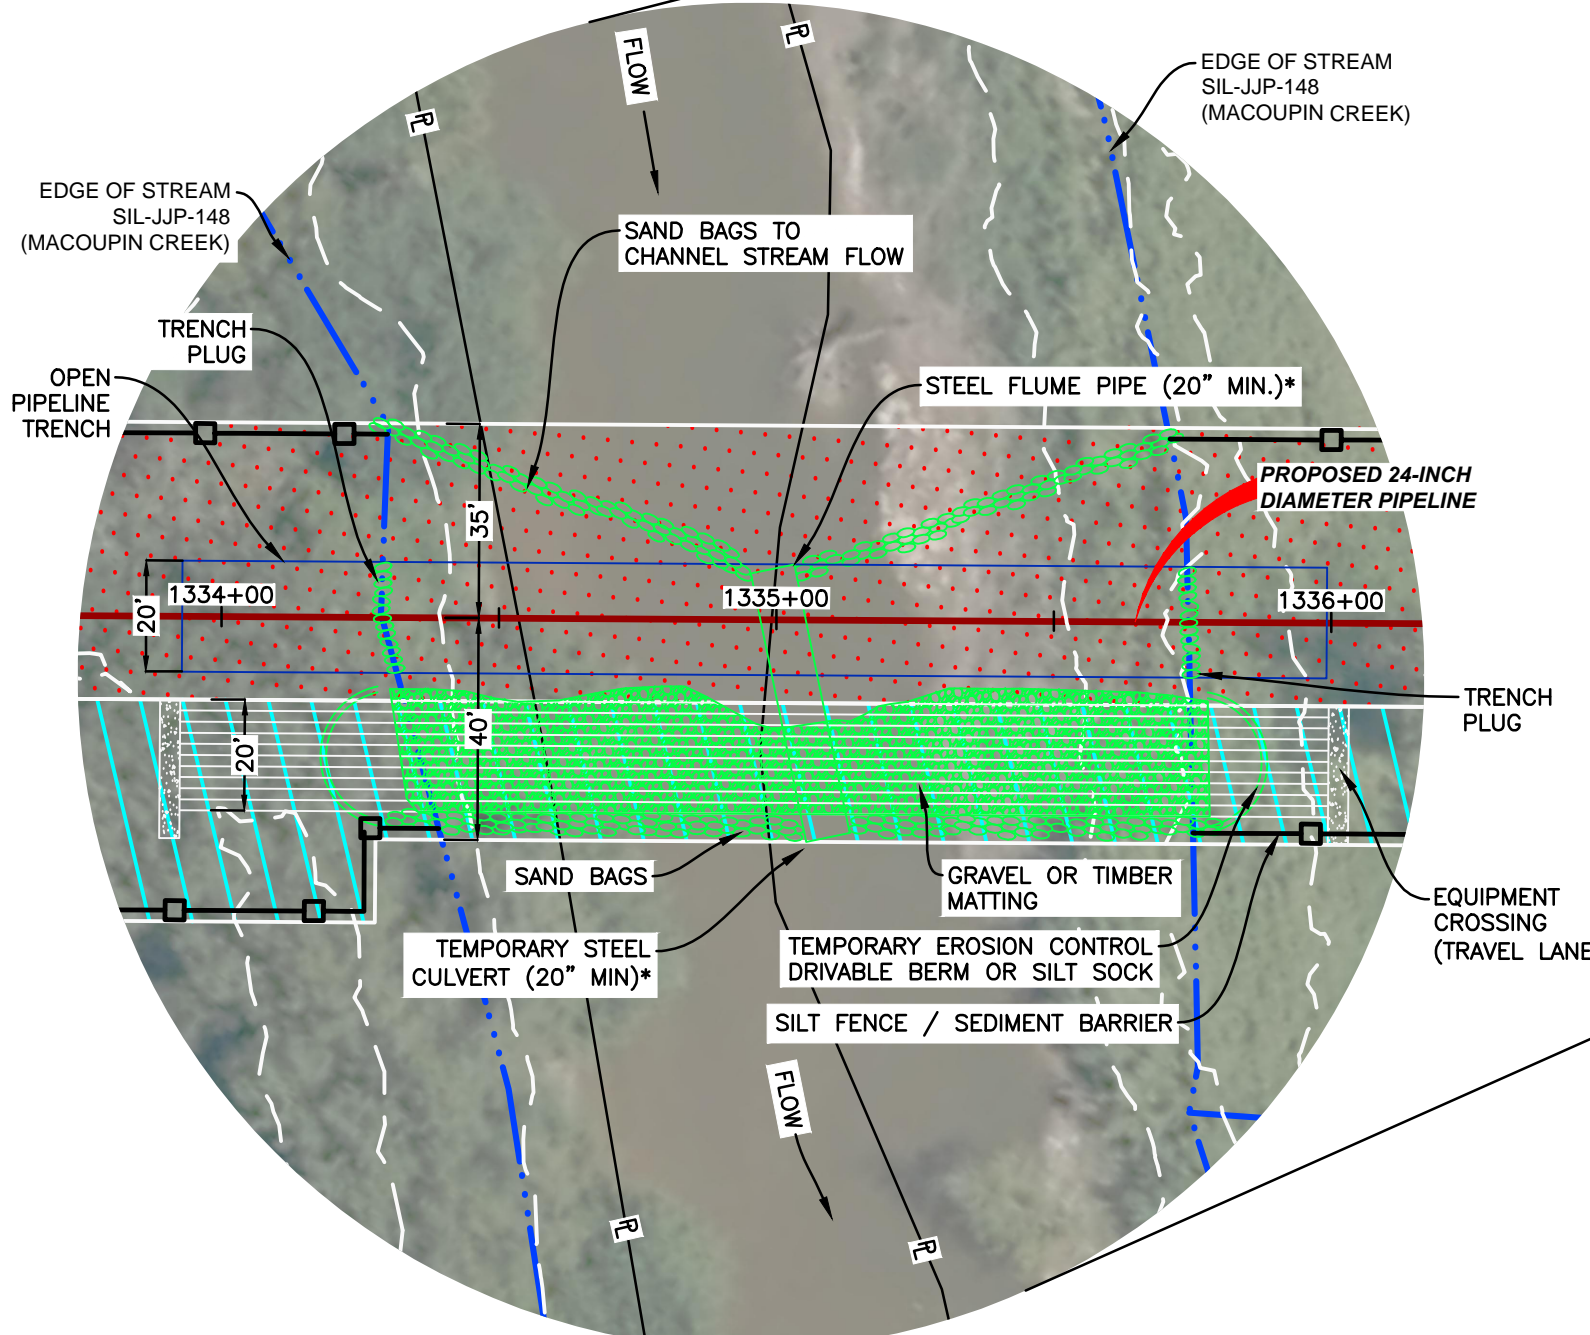 FLOW
PL
PL
EDGE OF STREAM
SIL-JJP-148
(MACOUPIN CREEK)
EDGE OF STREAM
SIL-JJP-148
(MACOUPIN CREEK)
SAND BAGS TO
CHANNEL STREAM FLOW
TRENCH
PLUG
OPEN
PIPELINE
TRENCH
STEEL FLUME PIPE (20" MIN.)*
PROPOSED 24-INCH
DIAMETER PIPELINE
35'
20'
1334+00
1335+00
1336+00
40'
20'
TRENCH
PLUG
SAND BAGS
GRAVEL OR TIMBER
MATTING
EQUIPMENT
CROSSING
(TRAVEL LANE
TEMPORARY STEEL
CULVERT (20" MIN)*
TEMPORARY EROSION CONTROL
DRIVABLE BERM OR SILT SOCK
SILT FENCE / SEDIMENT BARRIER
FLOW
PL
PL